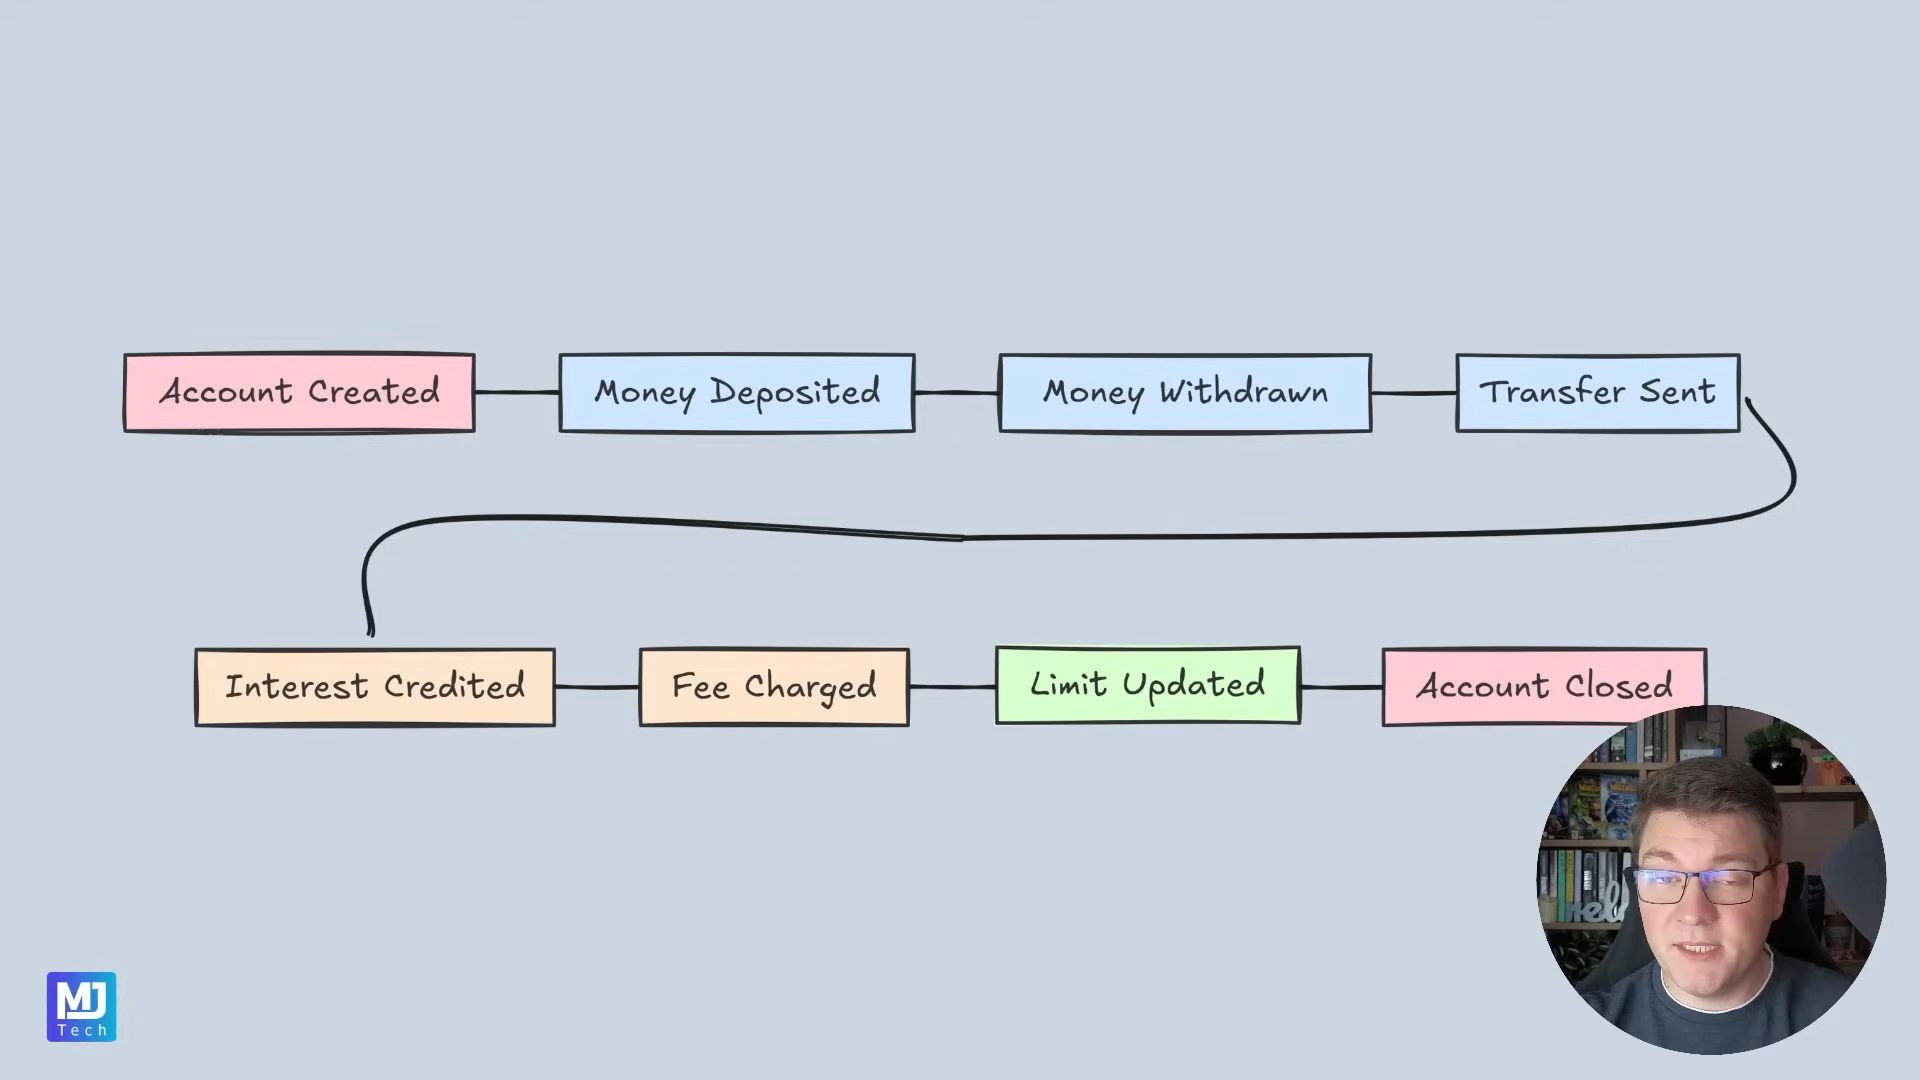 Account Created
Money Deposited
Money Withdrawn
Transfer Sent
Interest Credited
Fee Charged
Limit Updated
Account Closed
MJ
Tech